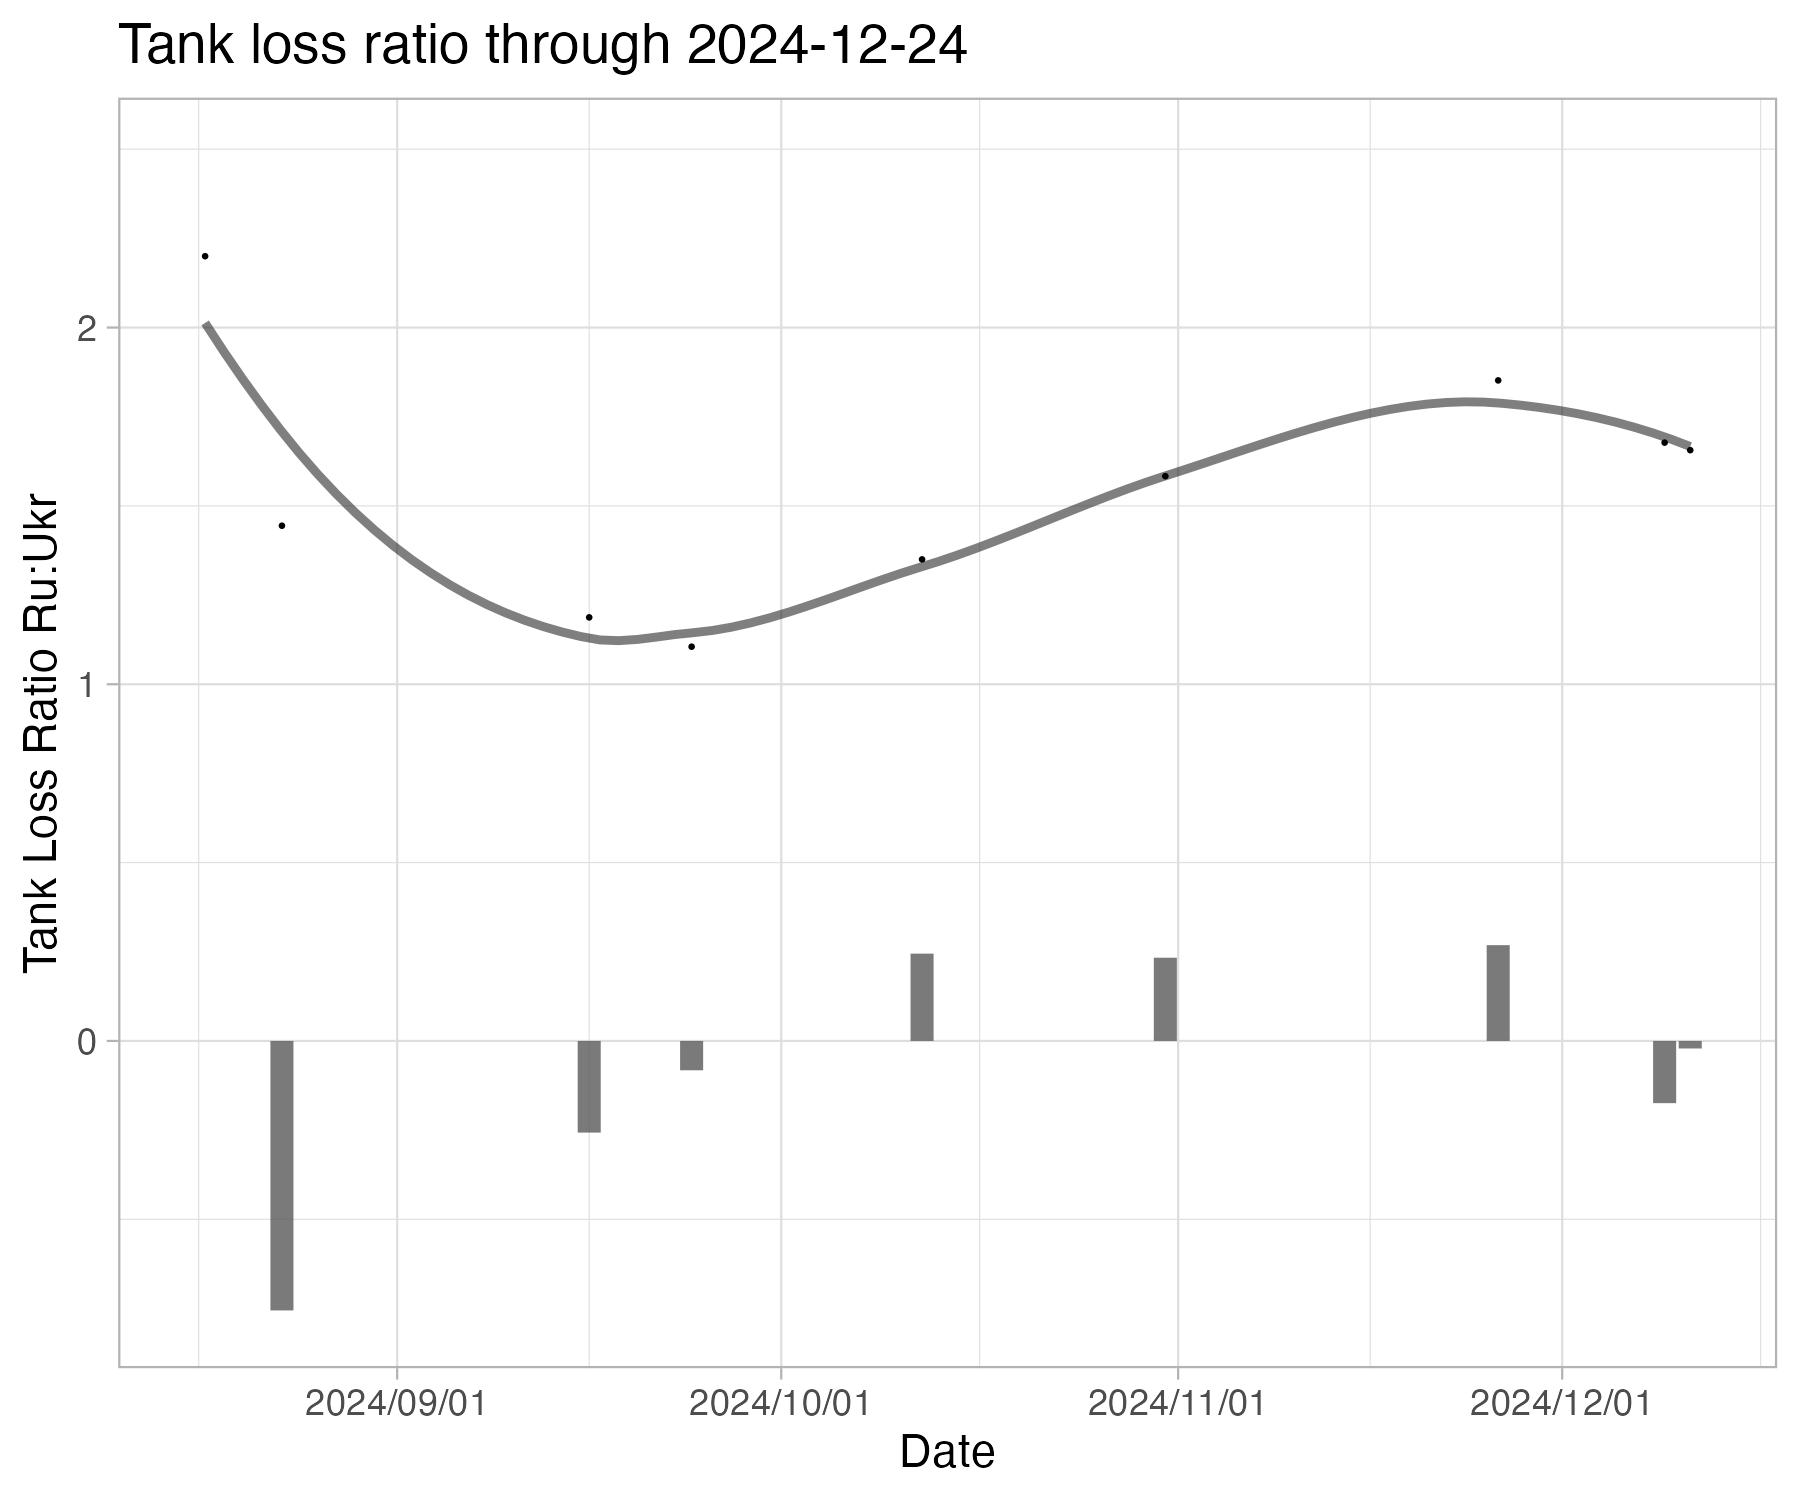 Tank loss ratio through 2024-12-24
Tank Loss Ratio Ru:Ukr
2
1
0
2024/09/01 2024/10/01 2024/11/01 2024/12/01
Date